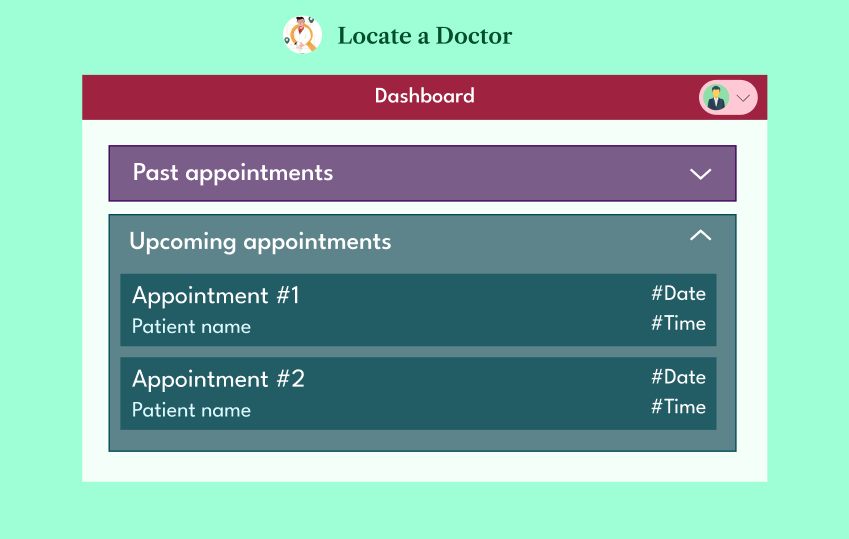 Locate a Doctor
Dashboard
Past appointments
Upcoming appointments
Appointment #1
#Date
Patient name
#Time
Appointment #2
#Date
Patient name
#Time